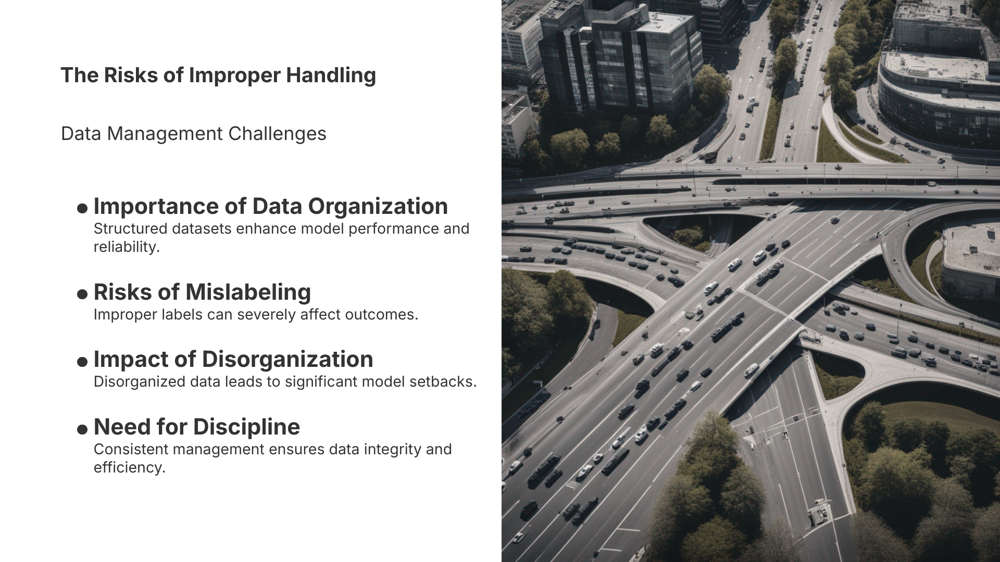 The Risks of Improper Handling
Data Management Challenges
● Importance of Data Organization
Structured datasets enhance model performance and
reliability.
● Risks of Mislabeling
Improper labels can severely affect outcomes.
● Impact of Disorganization
Disorganized data leads to significant model setbacks.
● Need for Discipline
Consistent management ensures data integrity and
efficiency.